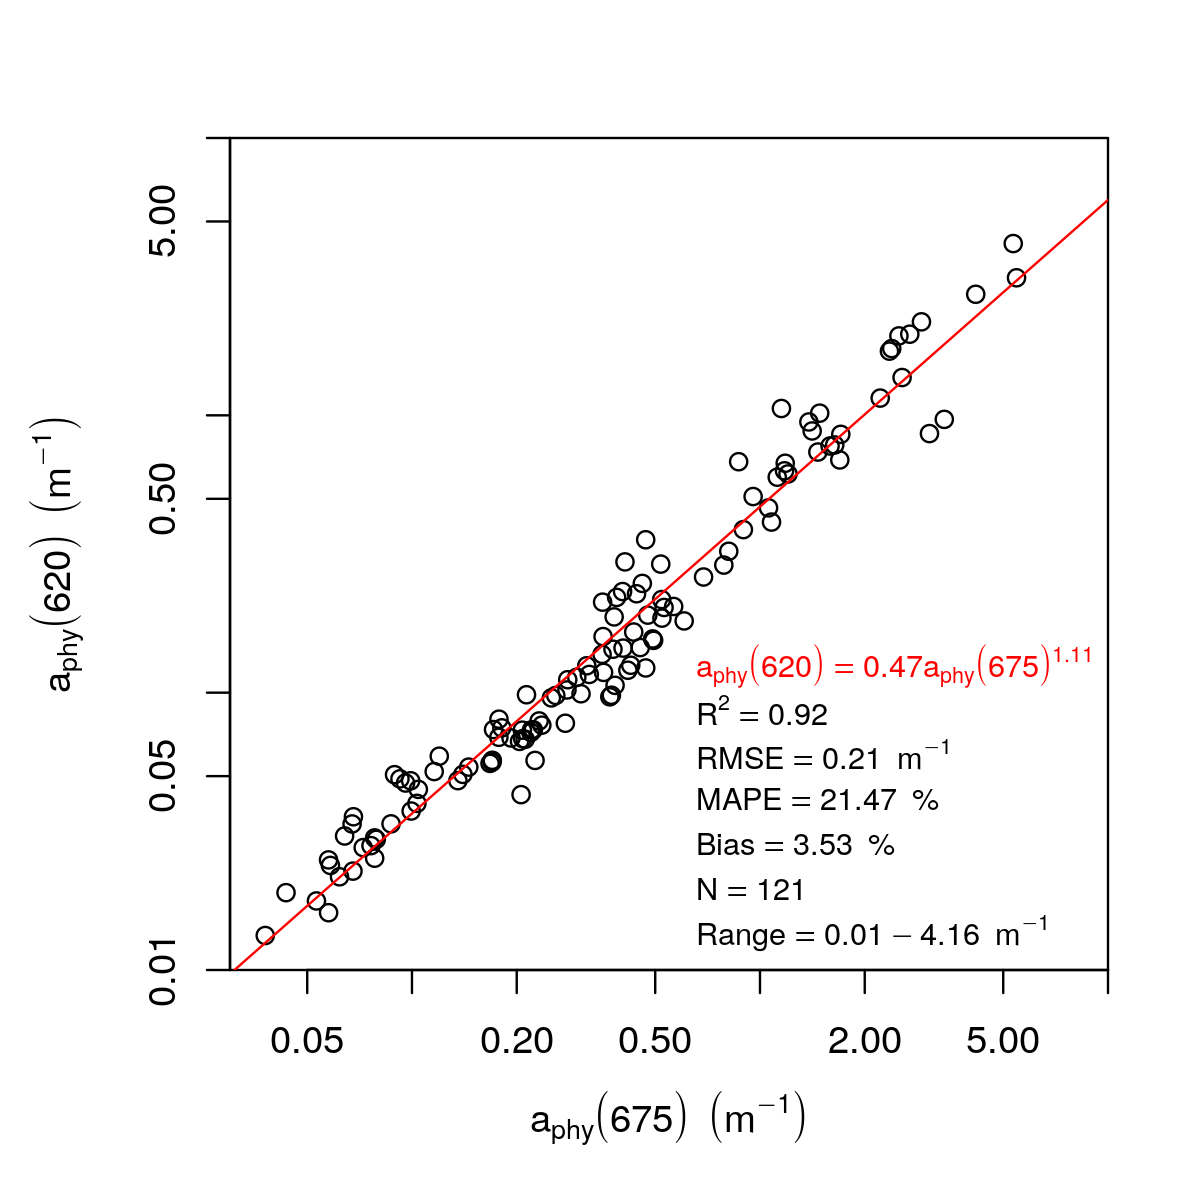 5.00
0.50
0.05
0.01
aphy(620) (m−1)
aphy(620) = 0.47aphy(675)1.11
R2 = 0.92
RMSE = 0.21 m−1
MAPE = 21.47 %
Bias = 3.53 %
N = 121
Range = 0.01 − 4.16 m−1
0.05 0.20 0.50 2.00 5.00
aphy(675) (m−1)